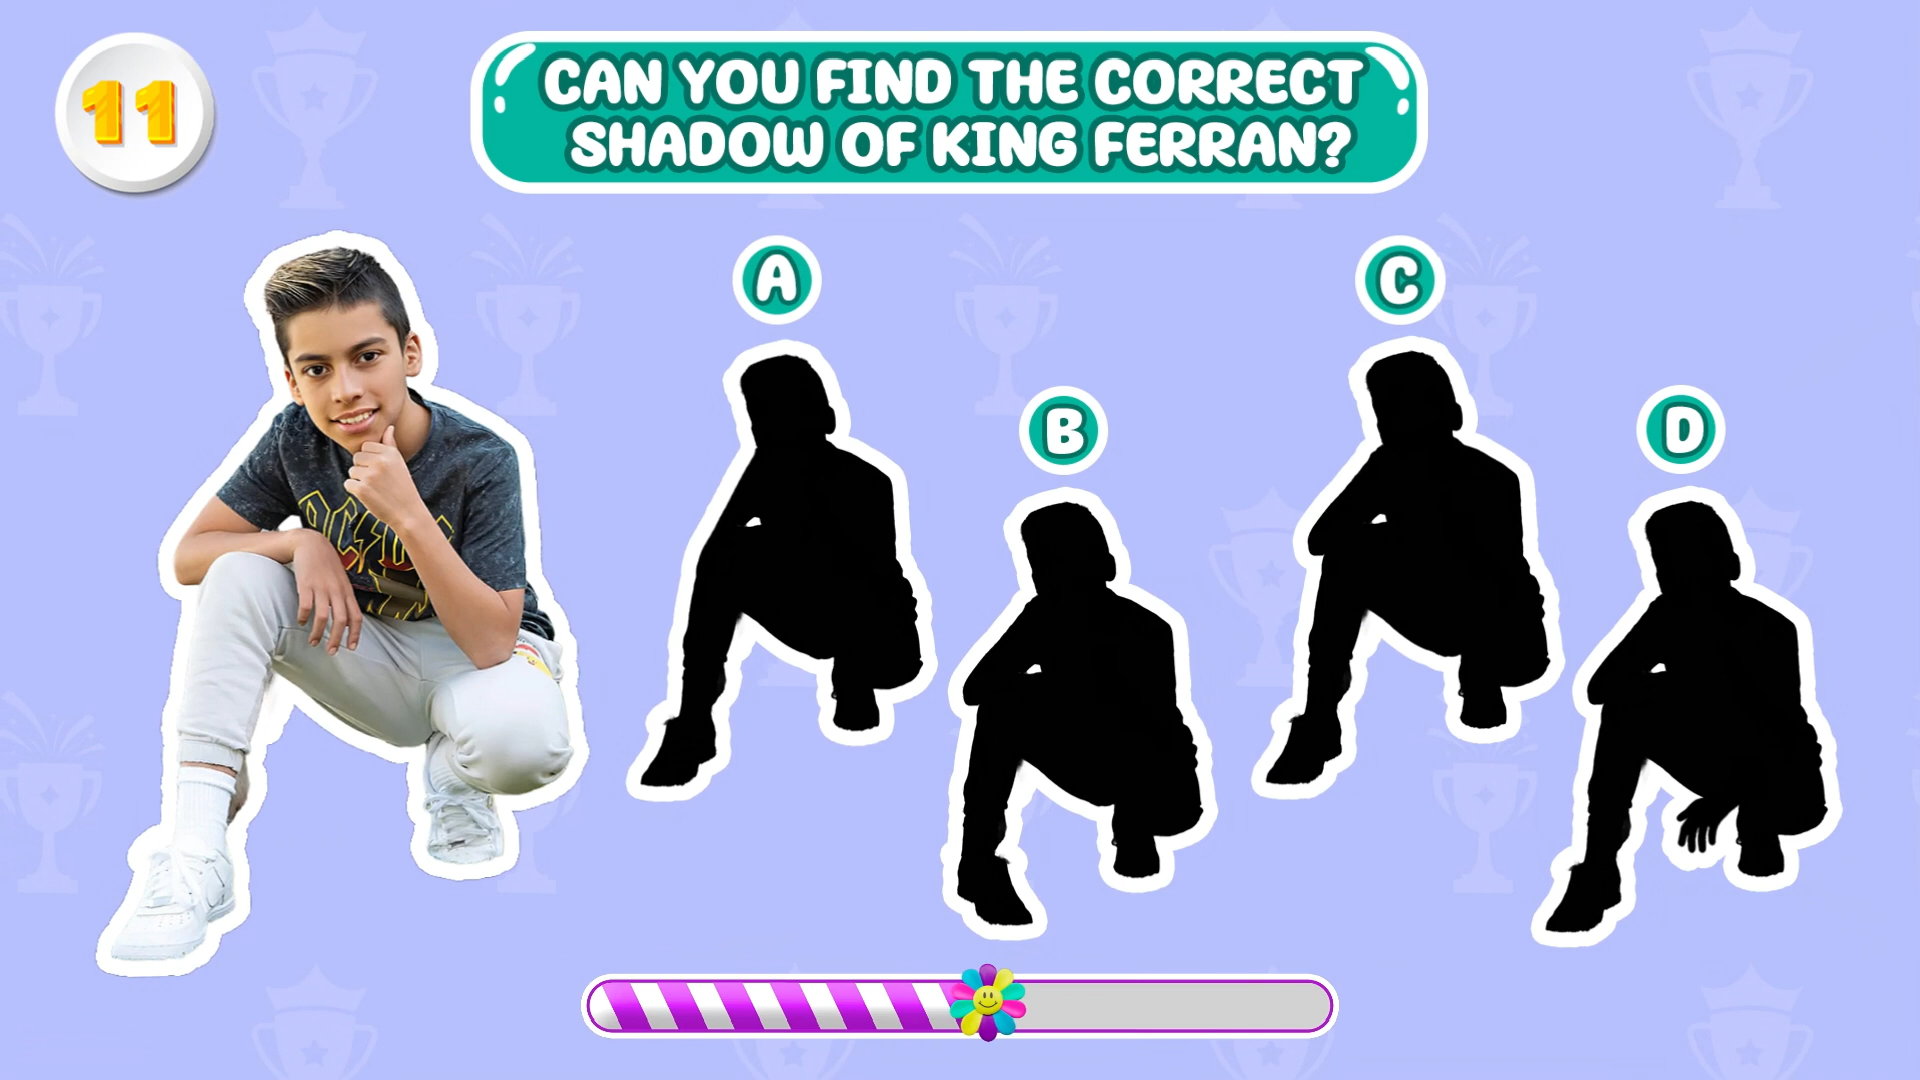 11
CAN YOU FIND THE CORRECT
SHADOW OF KING FERRAN?
A
C
B
D